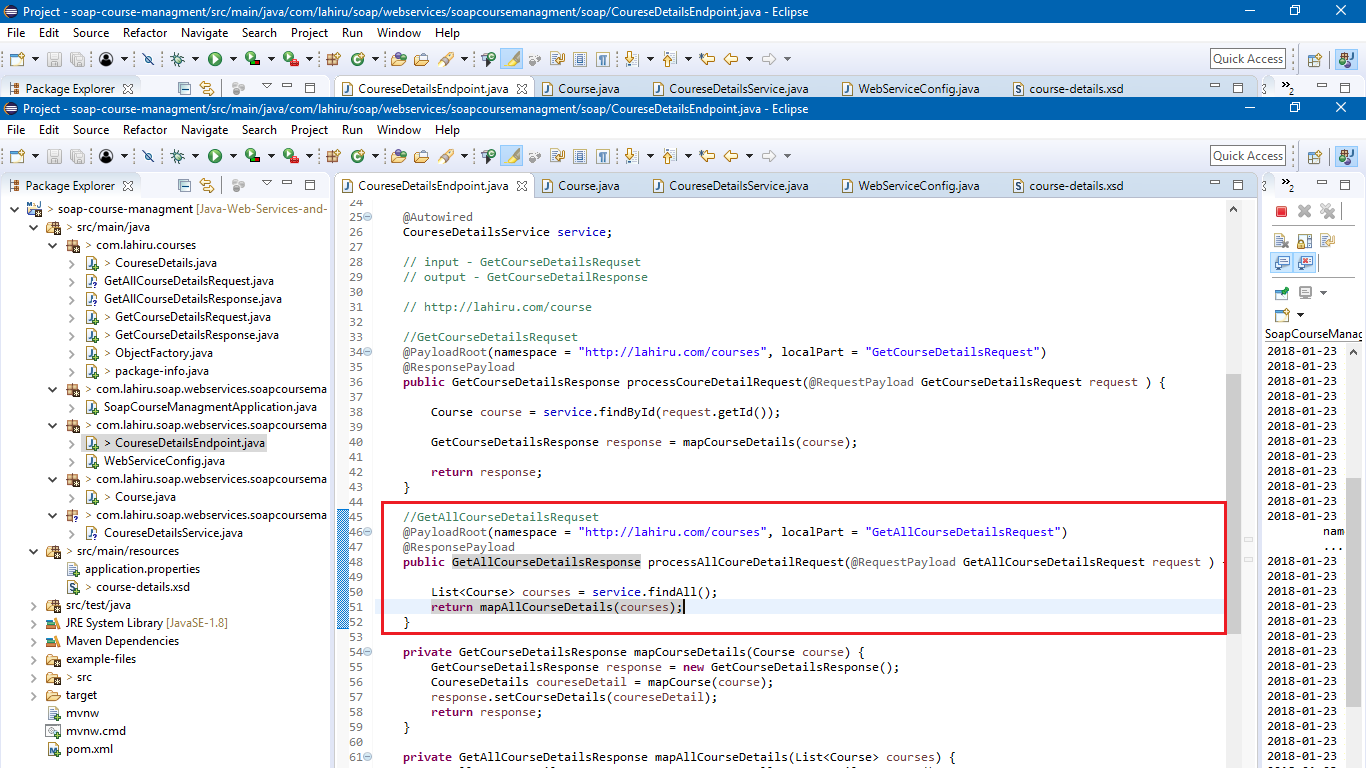 Project - soap-course-managment/src/main/java/com/lahiru/soap/webservices/soapcoursemanagment/soap/CoureseDetailsEndpoint.java - Eclipse
File Edit Source Refactor Navigate Search Project Run Window Help
Quick Access
Package Explorer CoureseDetailsEndpoint.java Course.java CoureseDetailsService.java WebServiceConfig.java course-details.xsd »2
Project - soap-course-managment/src/main/java/com/lahiru/soap/webservices/soapcoursemanagment/soap/CoureseDetailsEndpoint.java - Eclipse
File Edit Source Refactor Navigate Search Project Run Window Help
Quick Access
Package Explorer
> soap-course-managment [Java-Web-Services-and-
> src/main/java
> com.lahiru.courses
> CoureseDetails.java
GetAllCourseDetailsRequest.java
GetAllCourseDetailsResponse.java
> GetCourseDetailsRequest.java
> GetCourseDetailsResponse.java
> ObjectFactory.java
> package-info.java
> com.lahiru.soap.webservices.soapcoursema
SoapCourseManagmentApplication.java
> com.lahiru.soap.webservices.soapcoursema
> CoureseDetailsEndpoint.java
WebServiceConfig.java
> com.lahiru.soap.webservices.soapcoursema
> Course.java
> com.lahiru.soap.webservices.soapcoursema
CoureseDetailsService.java
> src/main/resources
application.properties
> course-details.xsd
src/test/java
JRE System Library [JavaSE-1.8]
Maven Dependencies
example-files
> src
target
mvnw
mvnw.cmd
pom.xml
CoureseDetailsEndpoint.java Course.java CoureseDetailsService.java WebServiceConfig.java course-details.xsd
24
25 @Autowired
26 CoureseDetailsService service;
27
28 // input - GetCourseDetailsRequset
29 // output - GetCourseDetailResponse
30
31 // http://lahiru.com/course
32
33 //GetCourseDetailsRequset
34 @PayloadRoot(namespace = "http://lahiru.com/courses", localPart = "GetCourseDetailsRequest")
35 @ResponsePayload
36 public GetCourseDetailsResponse processCoureDetailRequest(@RequestPayload GetCourseDetailsRequest request ) {
37
38 Course course = service.findById(request.getId());
39
40 GetCourseDetailsResponse response = mapCourseDetails(course);
41
42 return response;
43 }
44
45 //GetAllCourseDetailsRequset
46 @PayloadRoot(namespace = "http://lahiru.com/courses", localPart = "GetAllCourseDetailsRequest")
47 @ResponsePayload
48 public GetAllCourseDetailsResponse processAllCoureDetailRequest(@RequestPayload GetAllCourseDetailsRequest request )
49
50 List<Course> courses = service.findAll();
51 return mapAllCourseDetails(courses);
52 }
53
54 private GetCourseDetailsResponse mapCourseDetails(Course course) {
55 GetCourseDetailsResponse response = new GetCourseDetailsResponse();
56 CoureseDetails coureseDetail = mapCourse(course);
57 response.setCourseDetails(coureseDetail);
58 return response;
59 }
60
61 private GetAllCourseDetailsResponse mapAllCourseDetails(List<Course> courses) {
»2
SoapCourseManag
2018-01-23
2018-01-23
2018-01-23
2018-01-23
2018-01-23
2018-01-23
2018-01-23
2018-01-23
2018-01-23
2018-01-23
2018-01-23
2018-01-23
nam
...
2018-01-23
2018-01-23
2018-01-23
2018-01-23
2018-01-23
2018-01-23
2018-01-23
2018-01-23
2018-01-23
2018-01-23
2018-01-23
2018-01-23
2018-01-23